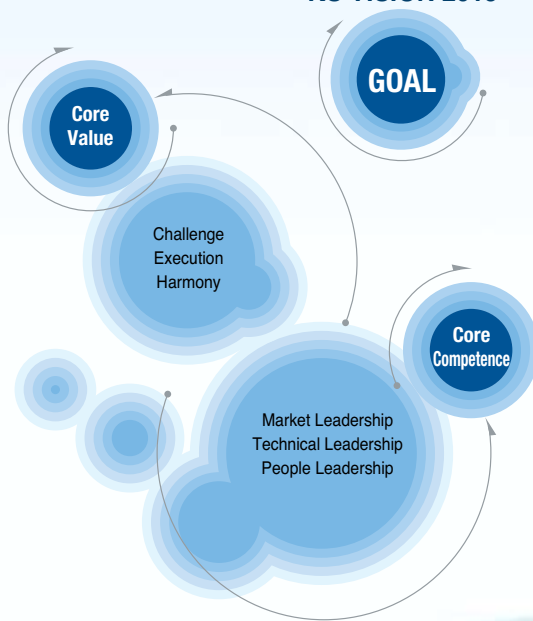 GOAL
Core
Value
Challenge
Execution
Harmony
Core
Competence
Market Leadership
Technical Leadership
People Leadership